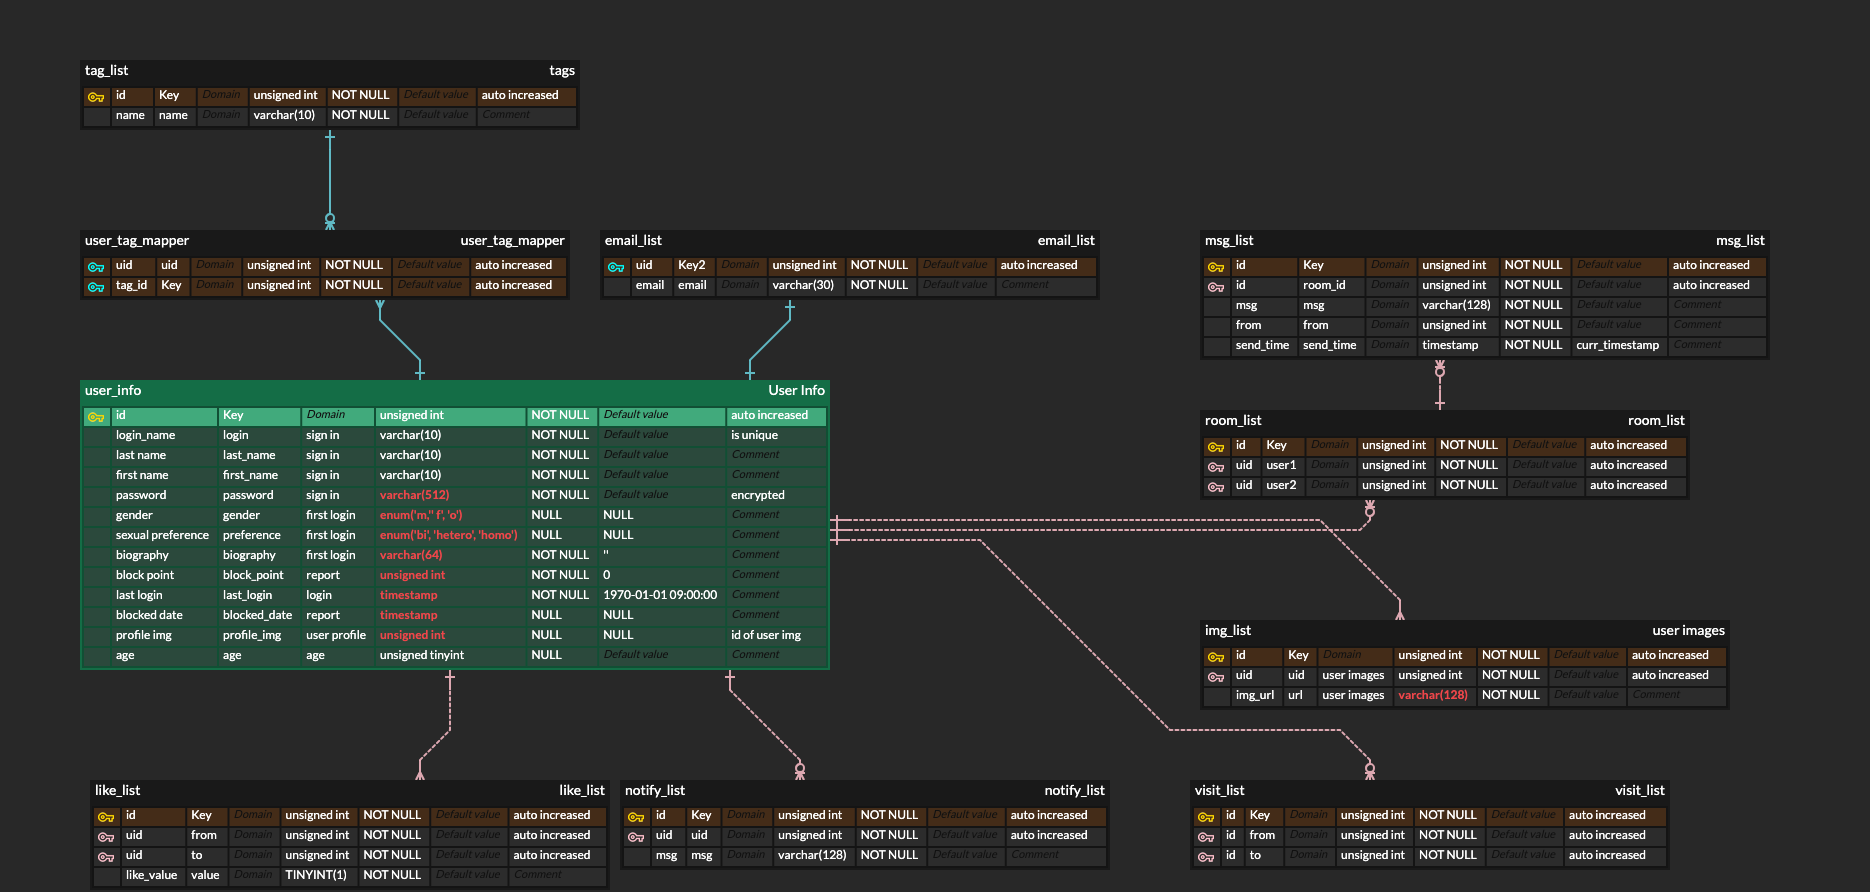 tag_list tags
id Key Domain unsigned int NOT NULL Default value auto increased
name name Domain varchar(10) NOT NULL Default value Comment
user_tag_mapper user_tag_mapper
uid uid Domain unsigned int NOT NULL Default value auto increased
tag_id Key Domain unsigned int NOT NULL Default value auto increased
email_list email_list
uid Key2 Domain unsigned int NOT NULL Default value auto increased
email email Domain varchar(30) NOT NULL Default value Comment
msg_list msg_list
id Key Domain unsigned int NOT NULL Default value auto increased
id room_id Domain unsigned int NOT NULL Default value auto increased
msg msg Domain varchar(128) NOT NULL Default value Comment
from from Domain unsigned int NOT NULL Default value Comment
send_time send_time Domain timestamp NOT NULL curr_timestamp Comment
user_info User Info
id Key Domain unsigned int NOT NULL Default value auto increased
login_name login sign in varchar(10) NOT NULL Default value is unique
last name last_name sign in varchar(10) NOT NULL Default value Comment
first name first_name sign in varchar(10) NOT NULL Default value Comment
password password sign in varchar(512) NOT NULL Default value encrypted
gender gender first login enum('m,'' f', 'o') NULL NULL Comment
sexual preference preference first login enum('bi', 'hetero', 'homo') NULL NULL Comment
biography biography first login varchar(64) NOT NULL '' Comment
block point block_point report unsigned int NOT NULL 0 Comment
last login last_login login timestamp NOT NULL 1970-01-01 09:00:00 Comment
blocked date blocked_date report timestamp NULL NULL Comment
profile img profile_img user profile unsigned int NULL NULL id of user img
age age age unsigned tinyint NULL Default value Comment
room_list room_list
id Key Domain unsigned int NOT NULL Default value auto increased
uid user1 Domain unsigned int NOT NULL Default value auto increased
uid user2 Domain unsigned int NOT NULL Default value auto increased
img_list user images
id Key Domain unsigned int NOT NULL Default value auto increased
uid uid user images unsigned int NOT NULL Default value auto increased
img_url url user images varchar(128) NOT NULL Default value Comment
like_list like_list
id Key Domain unsigned int NOT NULL Default value auto increased
uid from Domain unsigned int NOT NULL Default value auto increased
uid to Domain unsigned int NOT NULL Default value auto increased
like_value value Domain TINYINT(1) NOT NULL Default value Comment
notify_list notify_list
id Key Domain unsigned int NOT NULL Default value auto increased
uid uid Domain unsigned int NOT NULL Default value auto increased
msg msg Domain varchar(128) NOT NULL Default value Comment
visit_list visit_list
id Key Domain unsigned int NOT NULL Default value auto increased
id from Domain unsigned int NOT NULL Default value auto increased
id to Domain unsigned int NOT NULL Default value auto increased